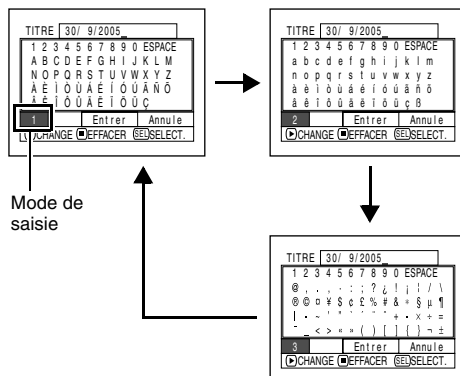 TITRE 30/ 9/2005_
1 2 3 4 5 6 7 8 9 0 ESPACE
A B C D E F G H I J K L M
N O P Q R S T U V W X Y Z
À È Ì Ò Ù Á É Í Ó Ú Ã Ñ Õ
Â Ê Î Ô Û Ä Ë Ï Ö Ü Ç
1 Entrer Annule
CHANGE EFFACER SEL SELECT.
Mode de
saisie
TITRE 30/ 9/2005_
1 2 3 4 5 6 7 8 9 0 ESPACE
a b c d e f g h i j k l m
n o p q r s t u v w x y z
à è ì ò ù á é í ó ú ã ñ õ
â ê î ô û ä ë ï ö ü ç ß
2 Entrer Annule
CHANGE EFFACER SEL SELECT.
TITRE 30/ 9/2005_
1 2 3 4 5 6 7 8 9 0 ESPACE
@ , . · : ; ? ¿ ! ¡ / \
® © ¤ ¥ $ ¢ £ % # & * § µ ¶
_ < > « » ( ) [ ] { } ¬ ±
3 Entrer Annule
CHANGE EFFACER SEL SELECT.